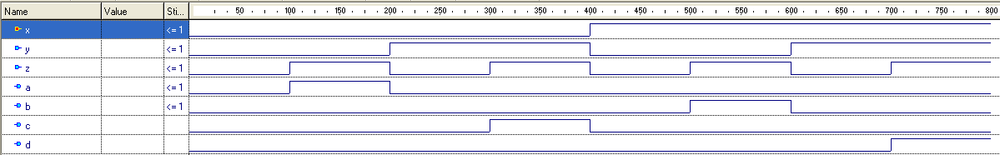 Name Value Sti... 50 100 150 200 250 300 350 400 450 500 550 600 650 700 750 800
x <= 1
y <= 1
z <= 1
a <= 1
b <= 1
c
d